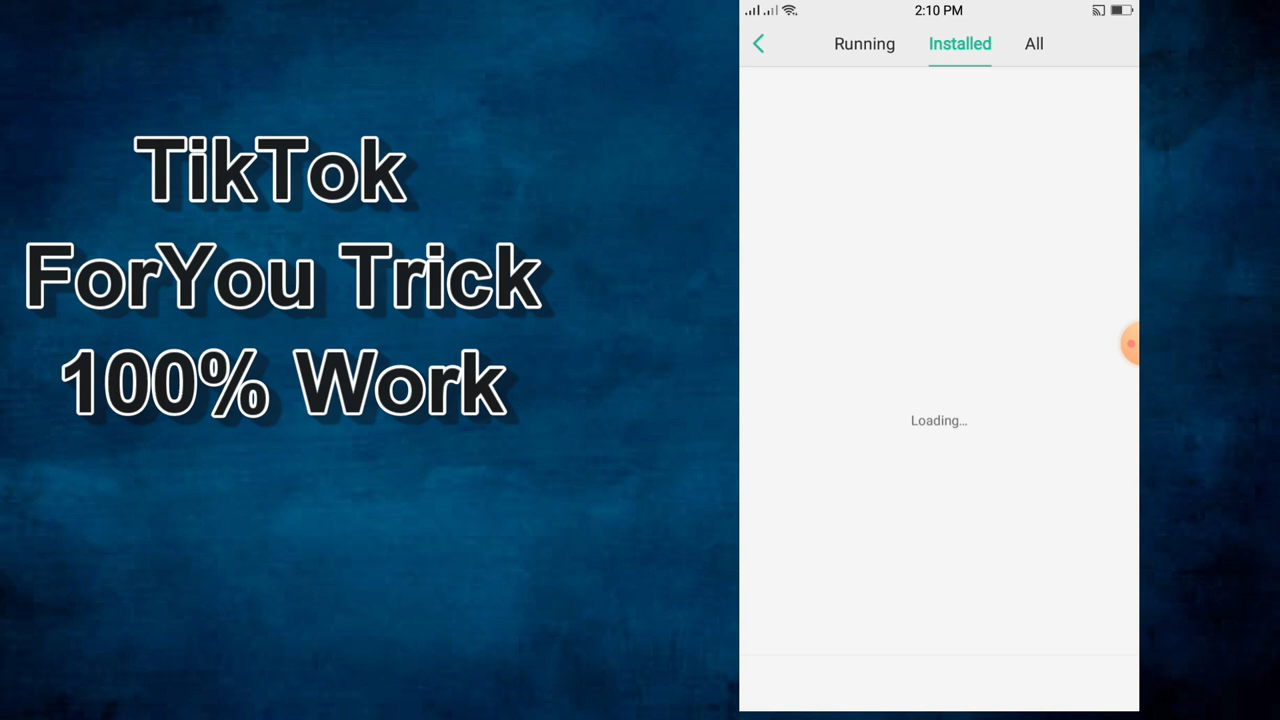 TikTok
ForYou Trick
100% Work
2:10 PM
Running Installed All
Loading...